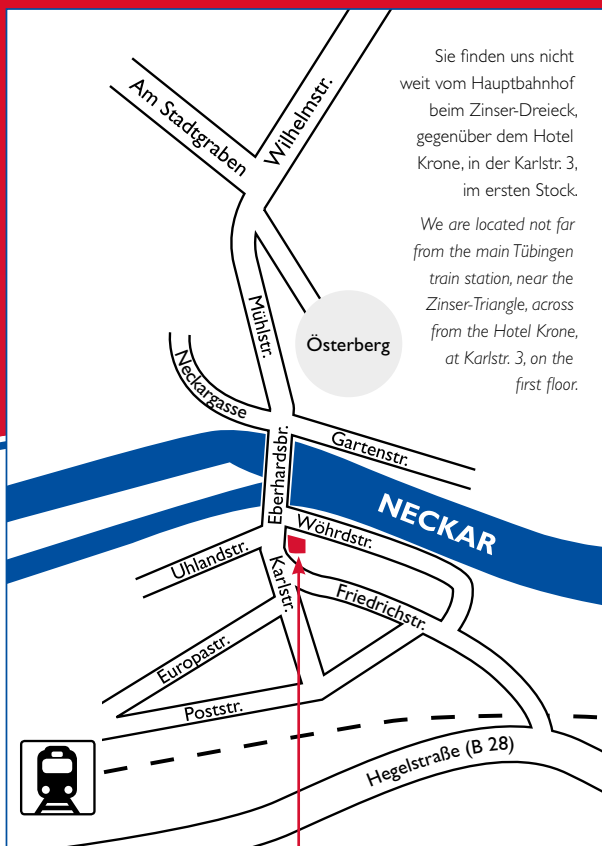 Sie finden uns nicht
weit vom Hauptbahnhof
beim Zinser-Dreieck,
gegenüber dem Hotel
Krone, in der Karlstr. 3,
im ersten Stock.
We are located not far
from the main Tübingen
train station, near the
Zinser-Triangle, across
from the Hotel Krone,
at Karlstr. 3, on the
first floor.
Am Stadtgraben
Wilhelmstr.
Mühlstr.
Österberg
Neckargasse
Gartenstr.
Eberhardsbr.
NECKAR
Wöhrdstr.
Uhlandstr.
Karlstr.
Friedrichstr.
Europastr.
Poststr.
Hegelstraße (B 28)